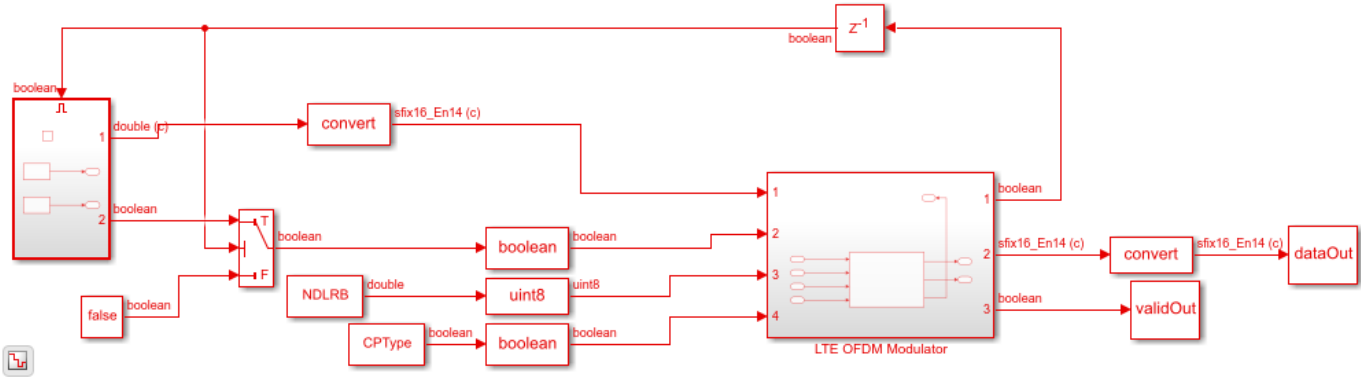 z-1
boolean
boolean
double (c)
1
convert
sfix16_En14 (c)
boolean
2
T
F
boolean
boolean
boolean
false
boolean
NDLRB
double
uint8
uint8
CPType
boolean
boolean
boolean
1
2
3
4
1
2
3
LTE OFDM Modulator
boolean
sfix16_En14 (c)
convert
sfix16_En14 (c)
dataOut
boolean
validOut